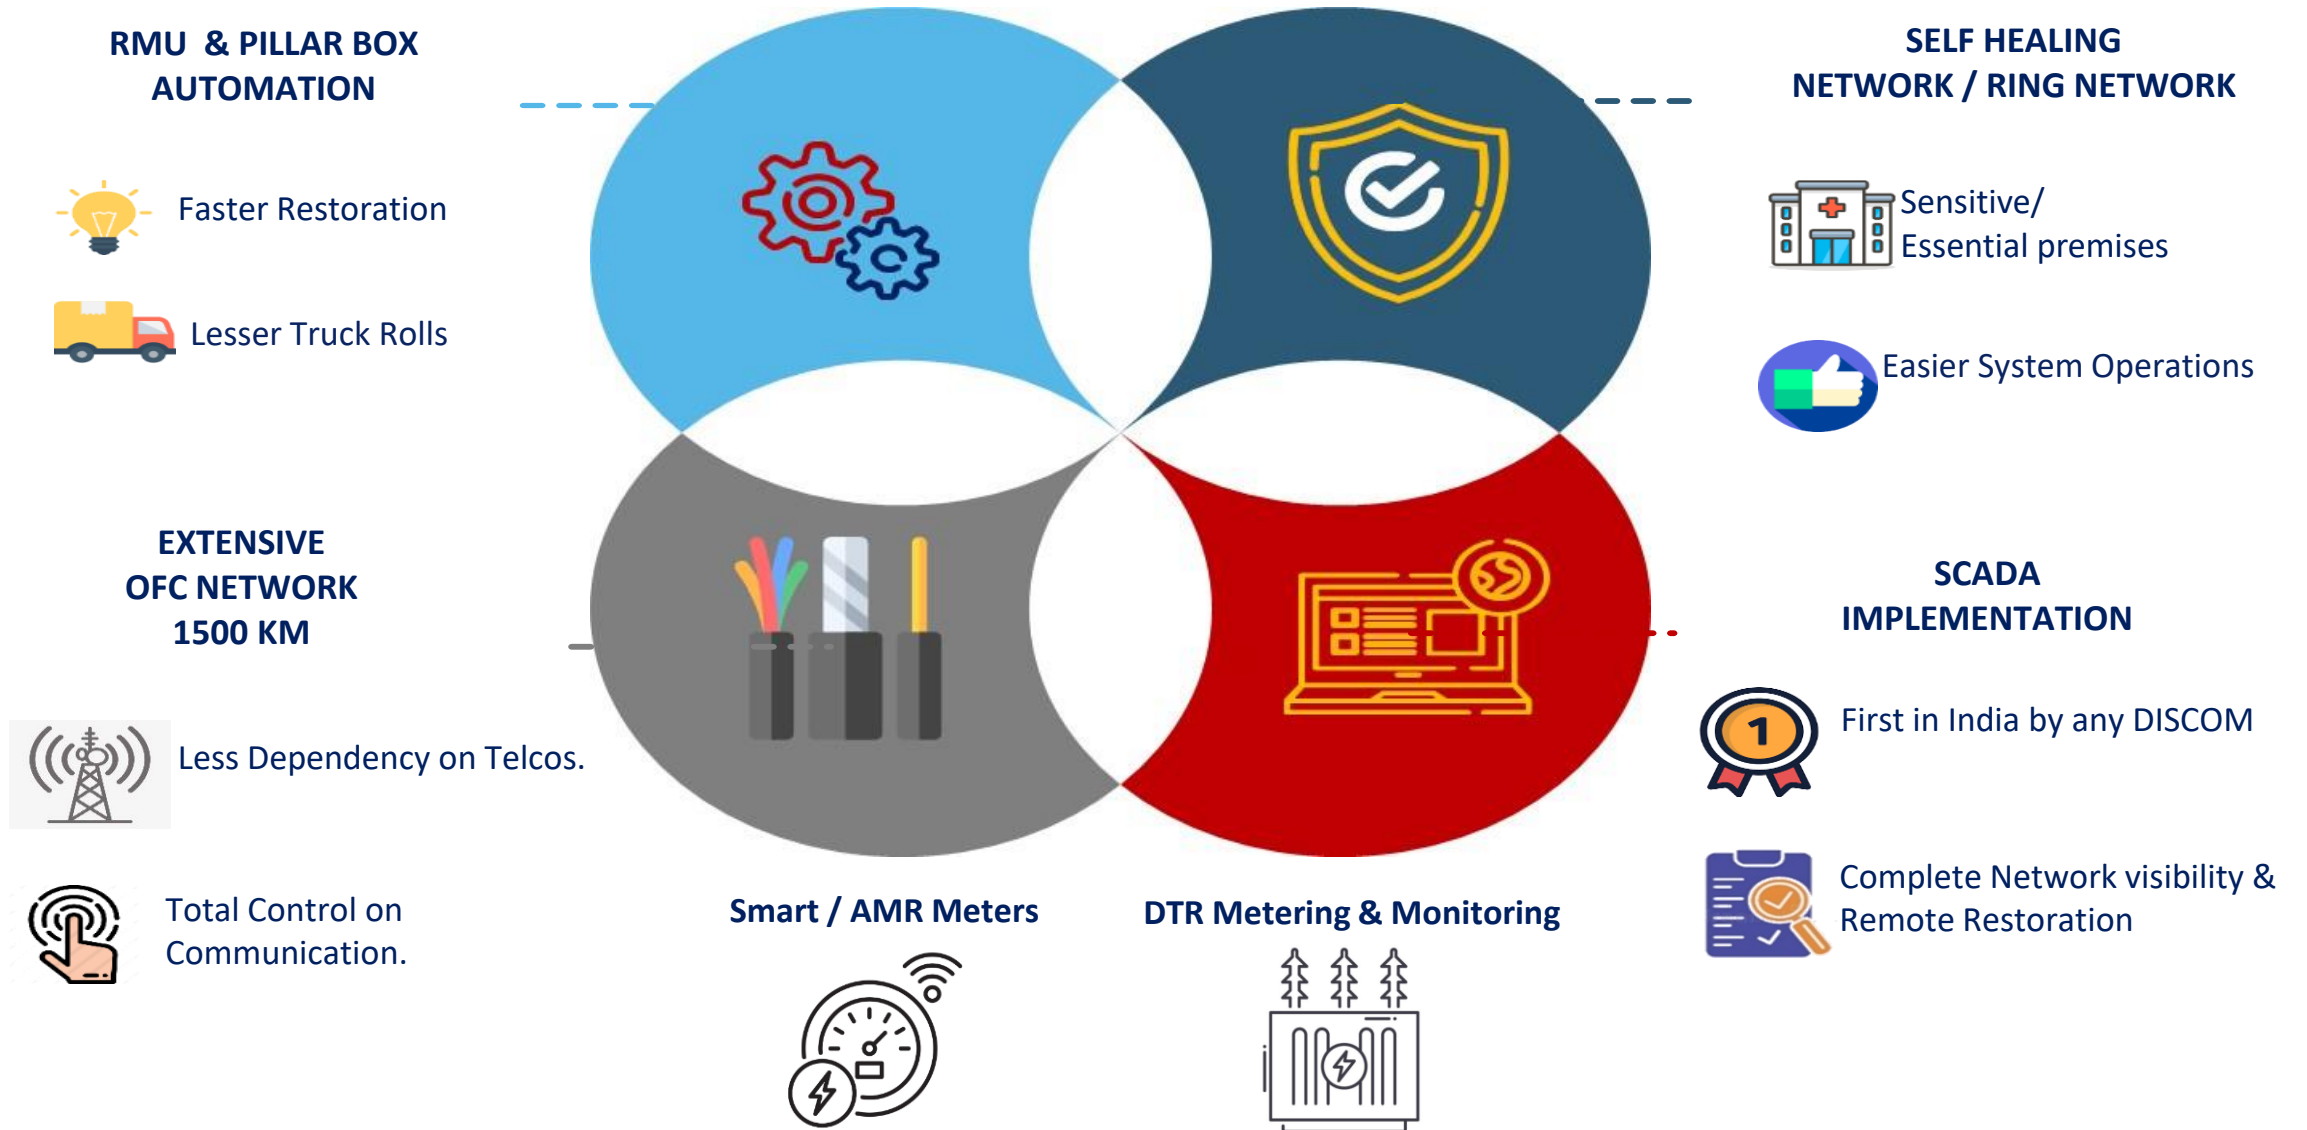 RMU & PILLAR BOX
AUTOMATION
Faster Restoration
Lesser Truck Rolls
SELF HEALING
NETWORK / RING NETWORK
Sensitive/
Essential premises
Easier System Operations
EXTENSIVE
OFC NETWORK
1500 KM
Less Dependency on Telcos.
Total Control on
Communication.
SCADA
IMPLEMENTATION
1
First in India by any DISCOM
Complete Network visibility &
Remote Restoration
Smart / AMR Meters
DTR Metering & Monitoring